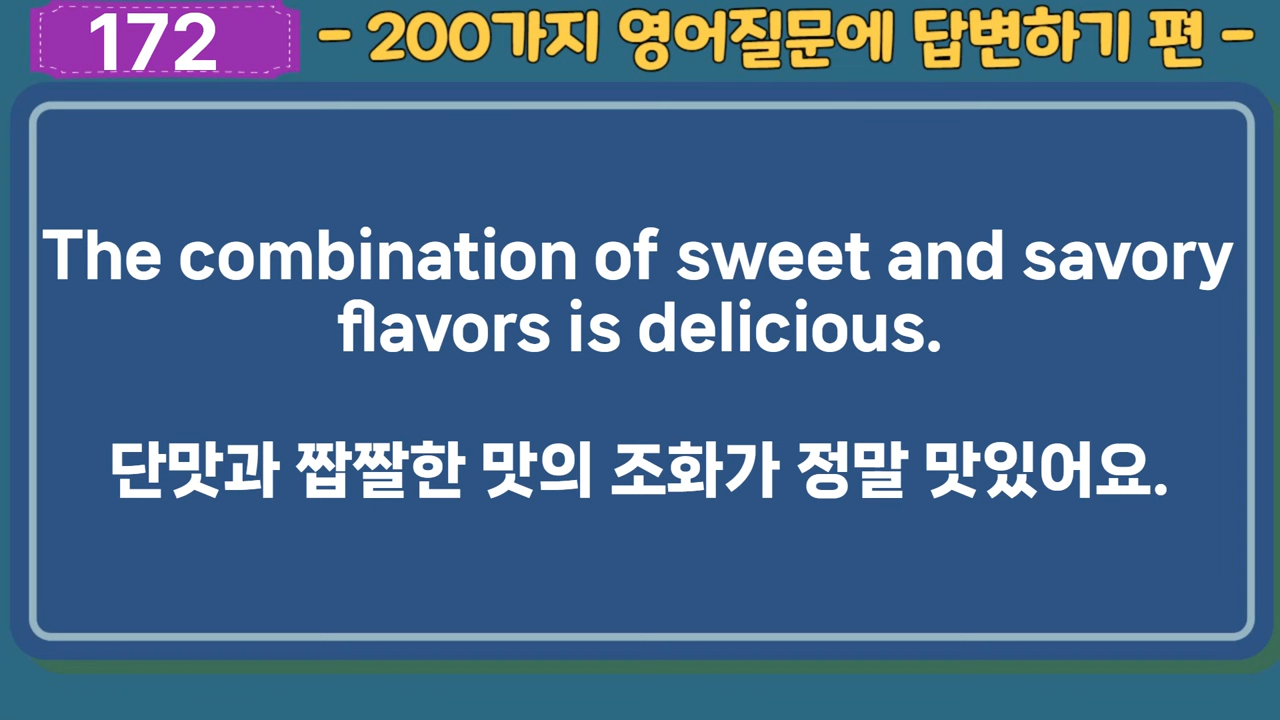 172
- 200가지 영어질문에 답변하기 편 -
The combination of sweet and savory
flavors is delicious.
단맛과 짭짤한 맛의 조화가 정말 맛있어요.